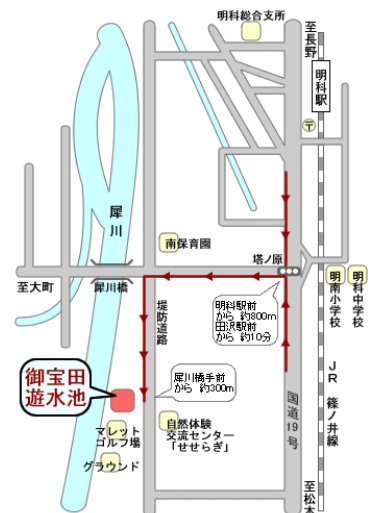 明科総合支所
至長野
明科駅
〒
犀川
南保育園
塔ノ原
至大町
犀川橋
堤防道路
明科駅前
から 約800m
田沢駅前
から 約10分
明南小学校
明科中学校
御宝田
遊水池
犀川橋手前
から 約300m
国道19号
JR 篠ノ井線
マレット
ゴルフ場
グラウンド
自然体験
交流センター
「せせらぎ」
至松本